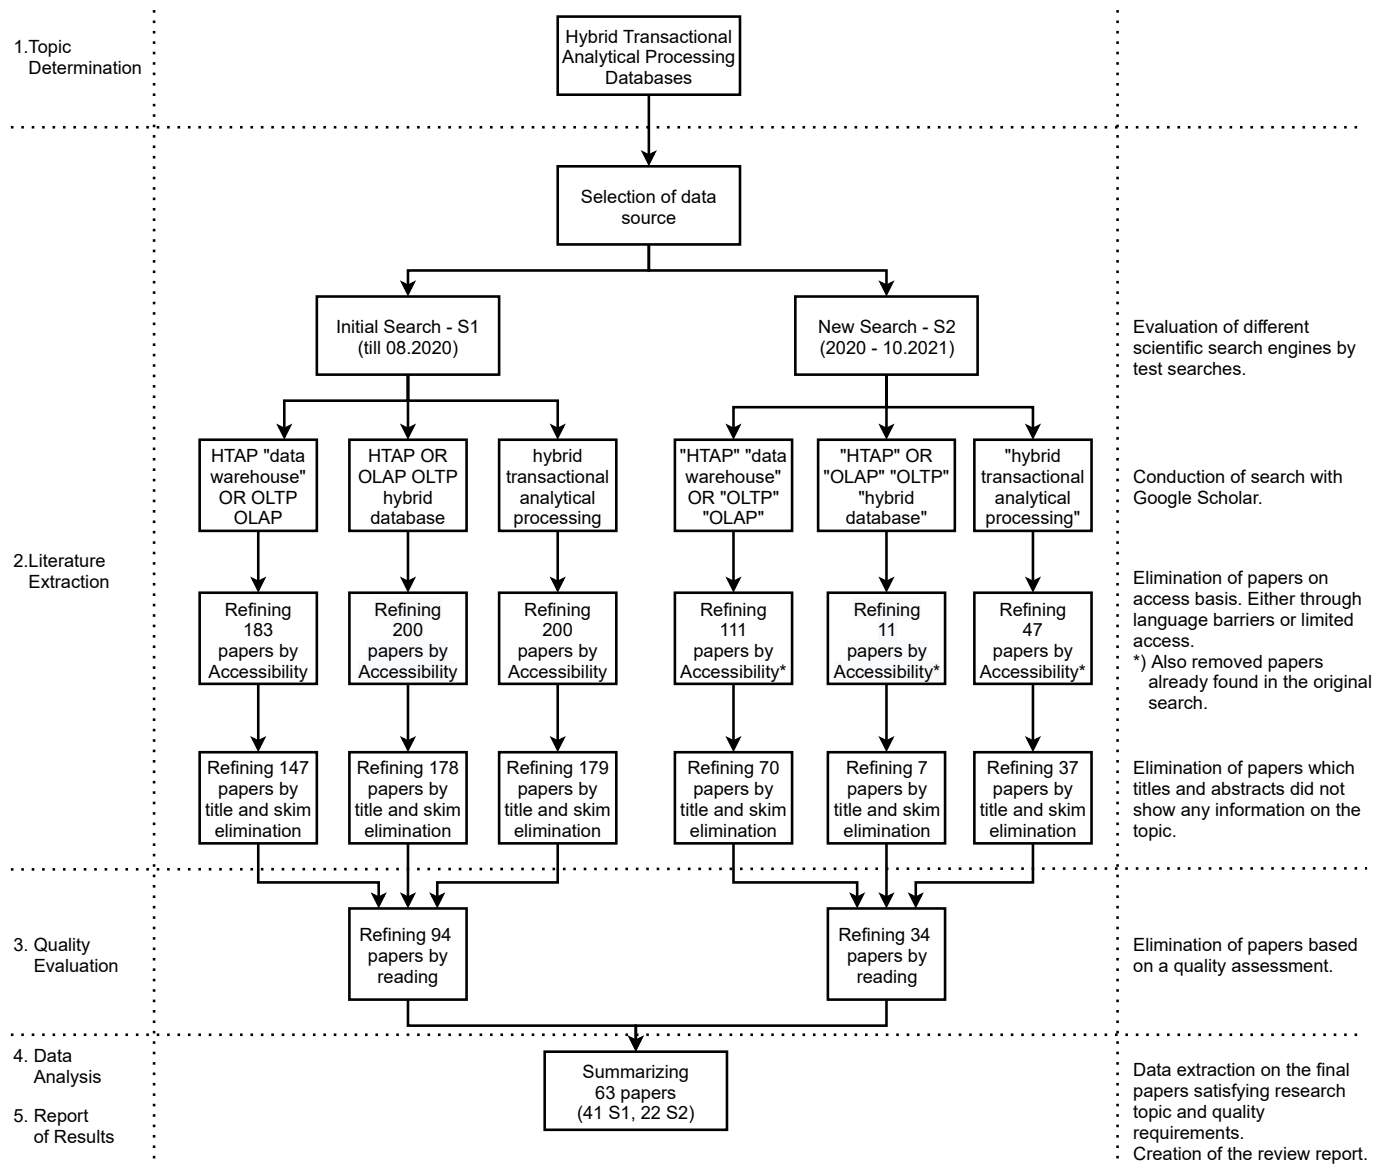 1.Topic
Determination
Hybrid Transactional
Analytical Processing
Databases
2.Literature
Extraction
Selection of data
source
Initial Search - S1
(till 08.2020)
New Search - S2
(2020 - 10.2021)
Evaluation of different
scientific search engines by
test searches.
HTAP "data
warehouse"
OR OLTP
OLAP
HTAP OR
OLAP OLTP
hybrid
database
hybrid
transactional
analytical
processing
"HTAP" "data
warehouse"
OR "OLTP"
"OLAP"
"HTAP" OR
"OLAP" "OLTP"
"hybrid
database"
"hybrid
transactional
analytical
processing"
Conduction of search with
Google Scholar.
Refining
183
papers by
Accessibility
Refining
200
papers by
Accessibility
Refining
200
papers by
Accessibility
Refining
111
papers by
Accessibility*
Refining
11
papers by
Accessibility*
Refining
47
papers by
Accessibility*
Elimination of papers on
access basis. Either through
language barriers or limited
access.
*) Also removed papers
already found in the original
search.
Refining 147
papers by
title and skim
elimination
Refining 178
papers by
title and skim
elimination
Refining 179
papers by
title and skim
elimination
Refining 70
papers by
title and skim
elimination
Refining 7
papers by
title and skim
elimination
Refining 37
papers by
title and skim
elimination
Elimination of papers which
titles and abstracts did not
show any information on the
topic.
3. Quality
Evaluation
Refining 94
papers by
reading
Refining 34
papers by
reading
Elimination of papers based
on a quality assessment.
4. Data
Analysis
5. Report
of Results
Summarizing
63 papers
(41 S1, 22 S2)
Data extraction on the final
papers satisfying research
topic and quality
requirements.
Creation of the review report.